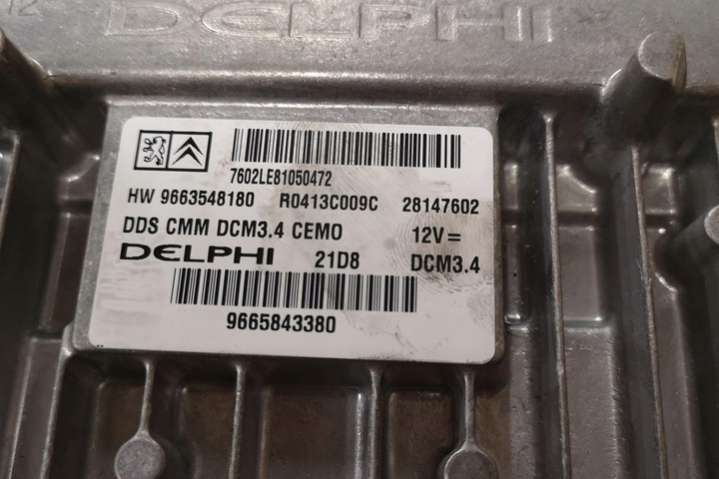 DELPHI
7602LE81050472
HW 9663548180 R0413C009C 28147602
DDS CMM DCM3.4 CEMO 12V=
DELPHI 21D8 DCM3.4
9665843380